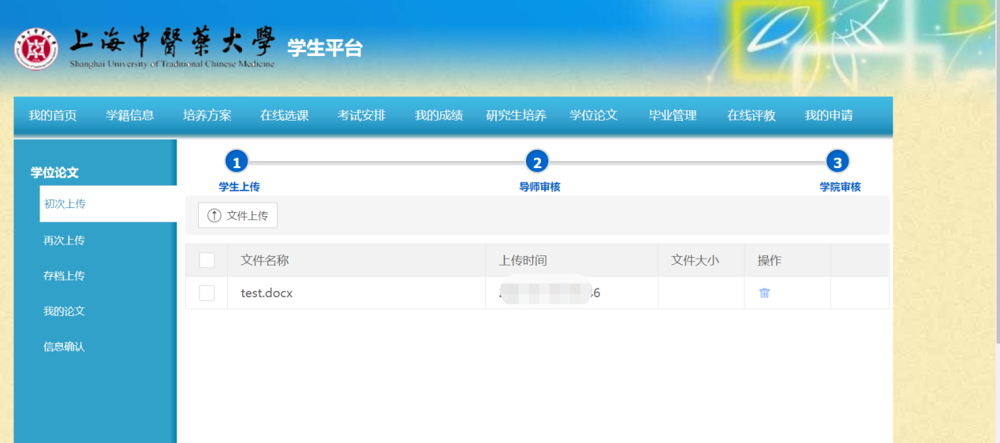 上海中醫藥大學 学生平台
Shanghai University of Traditional Chinese Medicine
我的首页 学籍信息 培养方案 在线选课 考试安排 我的成绩 研究生培养 学位论文 毕业管理 在线评教 我的申请
学位论文
初次上传
再次上传
存档上传
我的论文
信息确认
1 2 3
学生上传 导师审核 学院审核
文件上传
文件名称 上传时间 文件大小 操作
test.docx